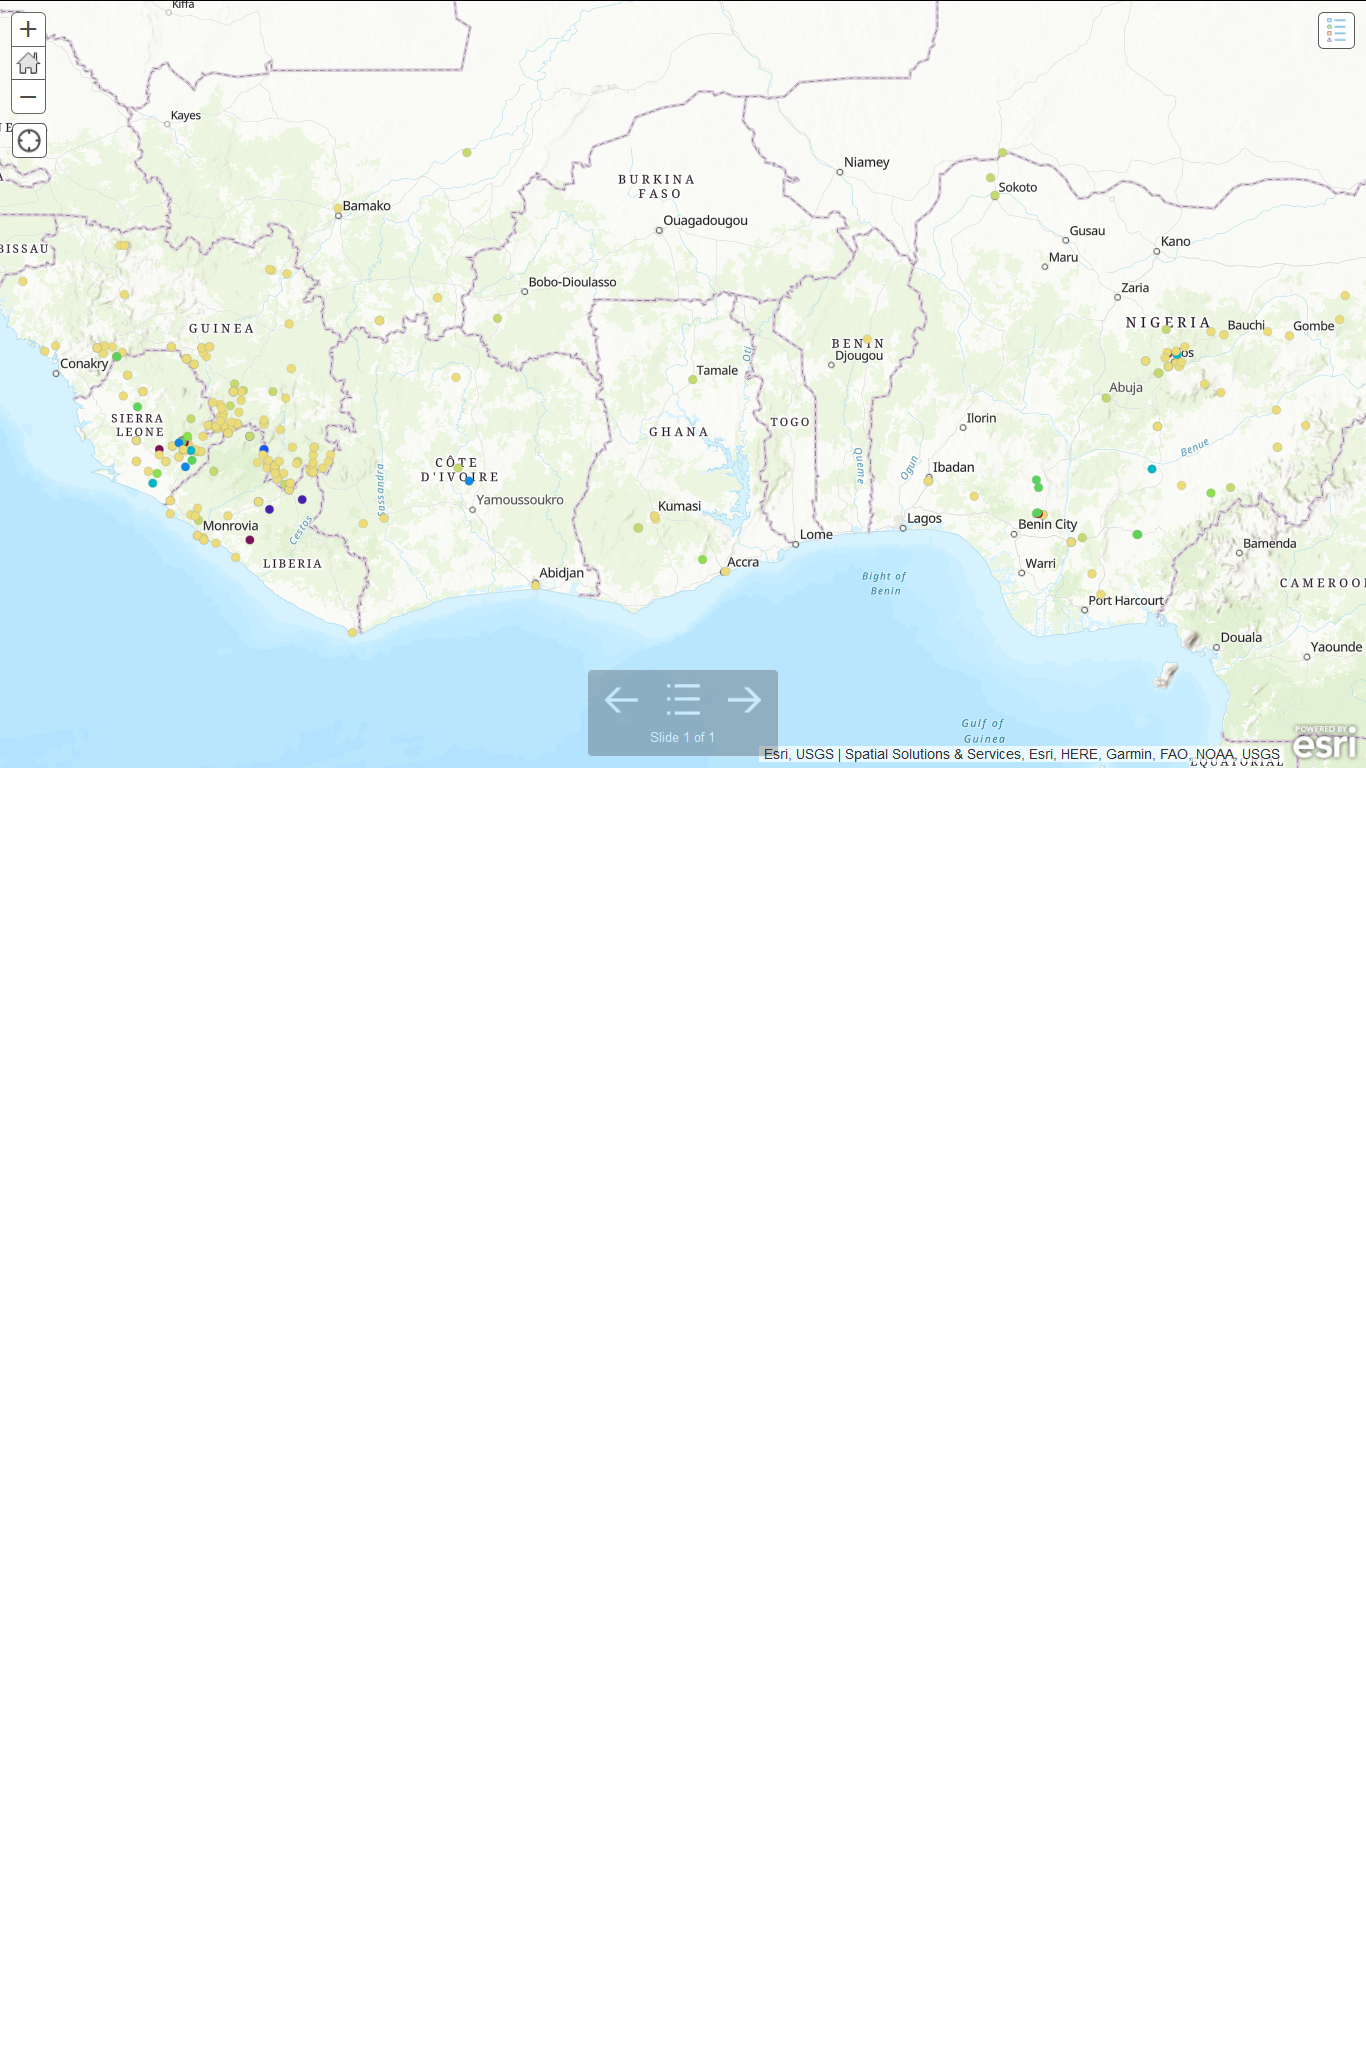 Kiffa
Kayes
BISSAU
Bamako
BURKINA
FASO
Ouagadougou
Niamey
Sokoto
Gusau
Maru
Kano
Zaria
Bobo-Dioulasso
GUINEA
Conakry
NIGERIA
Bauchi
Gombe
BENIN
Djougou
Oti
Tamale
Abuja
SIERRA
LEONE
TOGO
GHANA
Ilorin
Benue
CÔTE
D'IVOIRE
Sassandra
Yamoussoukro
Queme
Ogun
Ibadan
Kumasi
Monrovia
Cestos
LIBERIA
Lagos
Benin City
Lome
Accra
Abidjan
Bight of
Benin
Warri
Bamenda
CAMEROO
Port Harcourt
Douala
Yaounde
Gulf of
Guinea
Slide 1 of 1
POWERED BY
esri
Esri, USGS | Spatial Solutions & Services, Esri, HERE, Garmin, FAO, NOAA, USGS
EQUATORIAL